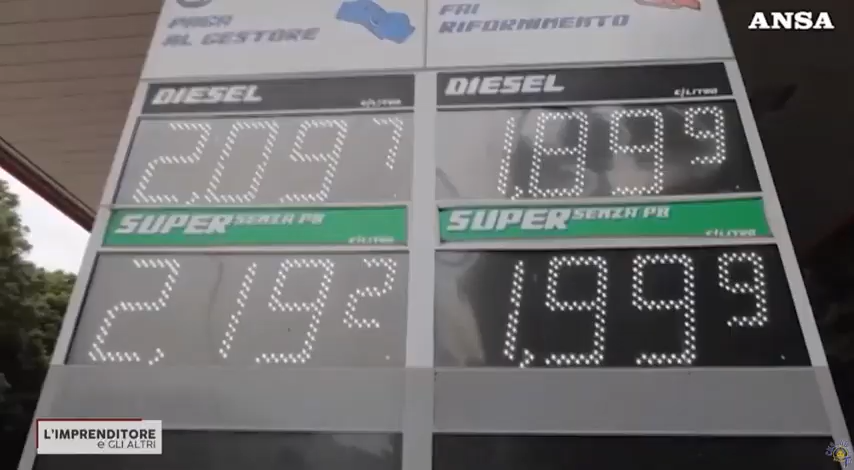 ANSA
PAGA
AL GESTORE
FAI
RIFORNIMENTO
DIESEL
€/LITRO
DIESEL
€/LITRO
2,097
1,899
SUPER SENZA PB
€/LITRO
SUPER SENZA PB
€/LITRO
2,192
1,999
L'IMPRENDITORE
e GLI ALTRI